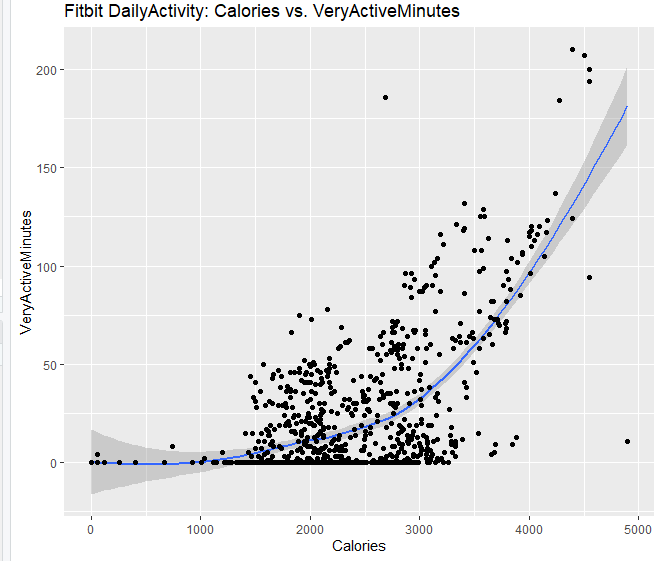 Fitbit DailyActivity: Calories vs. VeryActiveMinutes
200
150
100
50
0
VeryActiveMinutes
0 1000 2000 3000 4000 5000
Calories